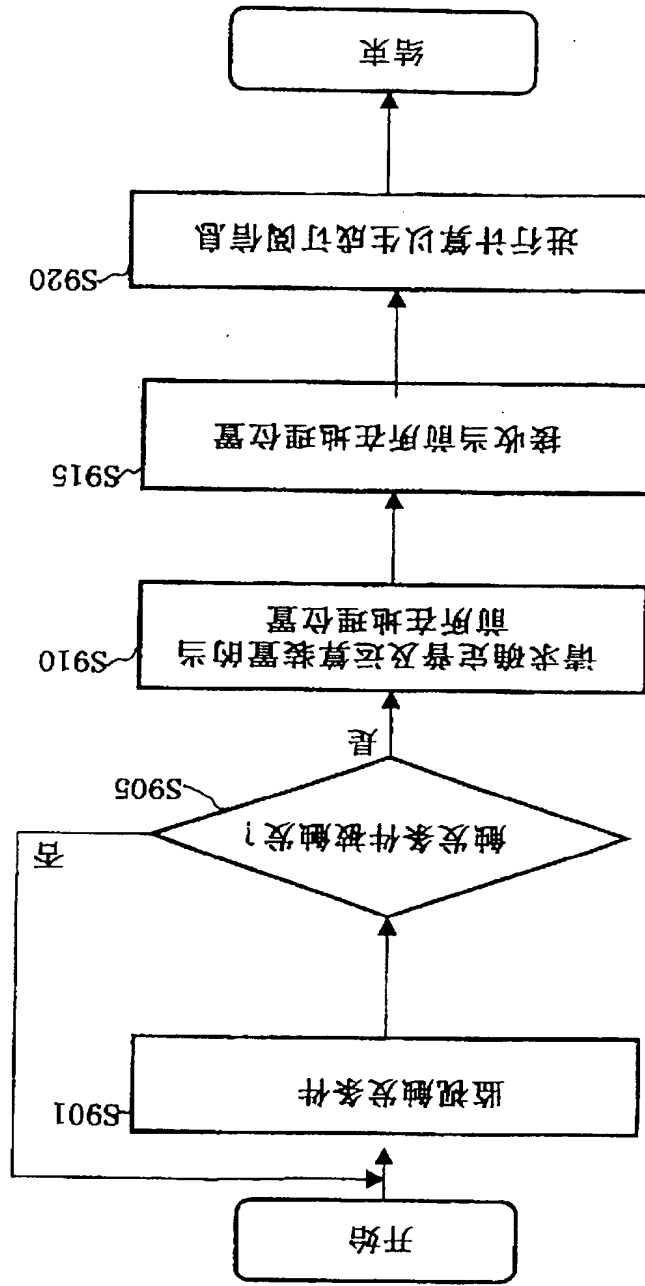 开始
监视触发条件
S901
触发条件被触发?
S905
否
是
请求确定普及运算装置的当
前所在地理位置
S910
接收当前所在地理位置
S915
进行计算以生成订阅信息
S920
结束